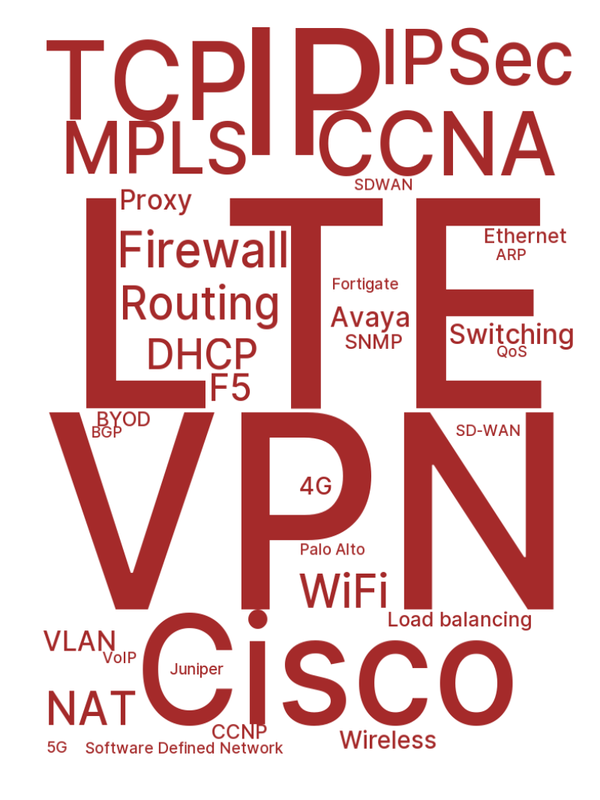 TCP
IP
IPSec
MPLS
CCNA
SDWAN
LTE
Proxy
Ethernet
Firewall
ARP
Fortigate
Routing
Avaya
Switching
SNMP
DHCP
QoS
F5
VPN
BYOD
BGP
SD-WAN
4G
Palo Alto
WiFi
Load balancing
Cisco
VLAN
VoIP
Juniper
NAT
CCNP
Wireless
5G
Software Defined Network